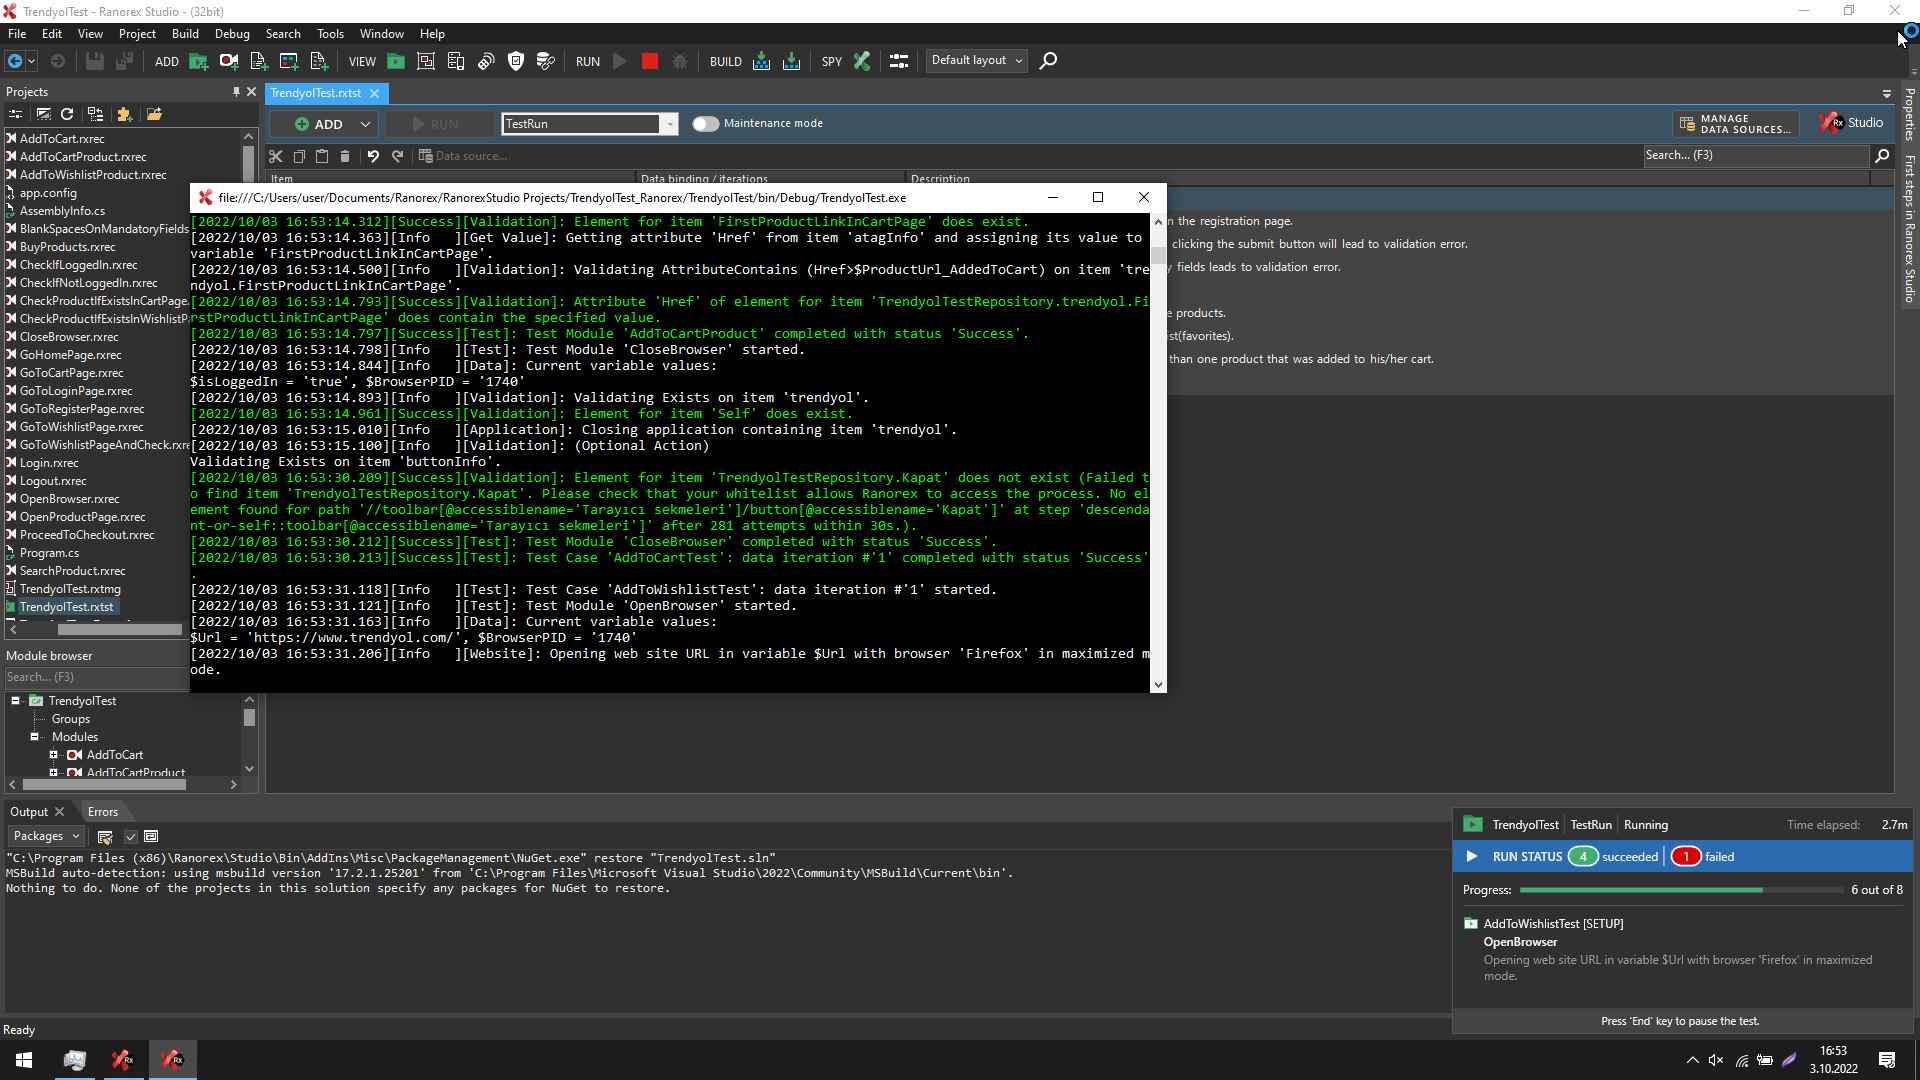 TrendyolTest - Ranorex Studio - (32bit)
File Edit View Project Build Debug Search Tools Window Help
ADD VIEW RUN BUILD SPY Default layout
Projects
TrendyolTest.rxtst
ADD RUN TestRun Maintenance mode MANAGE DATA SOURCES... Studio
Data source... Search... (F3)
Item Data binding / iterations Description
AddToCart.rxrec
AddToCartProduct.rxrec
AddToWishlistProduct.rxrec
app.config
AssemblyInfo.cs
BlankSpacesOnMandatoryFields
BuyProducts.rxrec
CheckIfLoggedIn.rxrec
CheckIfNotLoggedIn.rxrec
CheckProductIfExistsInCartPage.
CheckProductIfExistsInWishlistP
CloseBrowser.rxrec
GoHomePage.rxrec
GoToCartPage.rxrec
GoToLoginPage.rxrec
GoToRegisterPage.rxrec
GoToWishlistPage.rxrec
GoToWishlistPageAndCheck.rxre
Login.rxrec
Logout.rxrec
OpenBrowser.rxrec
OpenProductPage.rxrec
ProceedToCheckout.rxrec
Program.cs
SearchProduct.rxrec
TrendyolTest.rxtmg
TrendyolTest.rxtst
file:///C:/Users/user/Documents/Ranorex/RanorexStudio Projects/TrendyolTest_Ranorex/TrendyolTest/bin/Debug/TrendyolTest.exe
[2022/10/03 16:53:14.312][Success][Validation]: Element for item 'FirstProductLinkInCartPage' does exist.
[2022/10/03 16:53:14.363][Info   ][Get Value]: Getting attribute 'Href' from item 'atagInfo' and assigning its value to
variable 'FirstProductLinkInCartPage'.
[2022/10/03 16:53:14.500][Info   ][Validation]: Validating AttributeContains (Href>$ProductUrl_AddedToCart) on item 'tre
ndyol.FirstProductLinkInCartPage'.
[2022/10/03 16:53:14.793][Success][Validation]: Attribute 'Href' of element for item 'TrendyolTestRepository.trendyol.Fi
rstProductLinkInCartPage' does contain the specified value.
[2022/10/03 16:53:14.797][Success][Test]: Test Module 'AddToCartProduct' completed with status 'Success'.
[2022/10/03 16:53:14.798][Info   ][Test]: Test Module 'CloseBrowser' started.
[2022/10/03 16:53:14.844][Info   ][Data]: Current variable values:
$isLoggedIn = 'true', $BrowserPID = '1740'
[2022/10/03 16:53:14.893][Info   ][Validation]: Validating Exists on item 'trendyol'.
[2022/10/03 16:53:14.961][Success][Validation]: Element for item 'Self' does exist.
[2022/10/03 16:53:15.010][Info   ][Application]: Closing application containing item 'trendyol'.
[2022/10/03 16:53:15.100][Info   ][Validation]: (Optional Action)
Validating Exists on item 'buttonInfo'.
[2022/10/03 16:53:30.209][Success][Validation]: Element for item 'TrendyolTestRepository.Kapat' does not exist (Failed t
o find item 'TrendyolTestRepository.Kapat'. Please check that your whitelist allows Ranorex to access the process. No el
ement found for path '//toolbar[@accessiblename='Tarayıcı sekmeleri']/button[@accessiblename='Kapat']' at step 'descenda
nt-or-self::toolbar[@accessiblename='Tarayıcı sekmeleri']' after 281 attempts within 30s.).
[2022/10/03 16:53:30.212][Success][Test]: Test Module 'CloseBrowser' completed with status 'Success'.
[2022/10/03 16:53:30.213][Success][Test]: Test Case 'AddToCartTest': data iteration #'1' completed with status 'Success'
.
[2022/10/03 16:53:31.118][Info   ][Test]: Test Case 'AddToWishlistTest': data iteration #'1' started.
[2022/10/03 16:53:31.121][Info   ][Test]: Test Module 'OpenBrowser' started.
[2022/10/03 16:53:31.163][Info   ][Data]: Current variable values:
$Url = 'https://www.trendyol.com/', $BrowserPID = '1740'
[2022/10/03 16:53:31.206][Info   ][Website]: Opening web site URL in variable $Url with browser 'Firefox' in maximized m
ode.
n the registration page.
clicking the submit button will lead to validation error.
y fields leads to validation error.
e products.
st(favorites).
than one product that was added to his/her cart.
Properties
First steps in Ranorex Studio
Module browser
Search... (F3)
TrendyolTest
Groups
Modules
AddToCart
AddToCartProduct
Output Errors
Packages
"C:\Program Files (x86)\Ranorex\Studio\Bin\AddIns\Misc\PackageManagement\NuGet.exe" restore "TrendyolTest.sln"
MSBuild auto-detection: using msbuild version '17.2.1.25201' from 'C:\Program Files\Microsoft Visual Studio\2022\Community\MSBuild\Current\bin'.
Nothing to do. None of the projects in this solution specify any packages for NuGet to restore.
TrendyolTest TestRun Running Time elapsed: 2.7m
RUN STATUS 4 succeeded 1 failed
Progress: 6 out of 8
AddToWishlistTest [SETUP]
OpenBrowser
Opening web site URL in variable $Url with browser 'Firefox' in maximized
mode.
Press 'End' key to pause the test.
Ready
16:53
3.10.2022